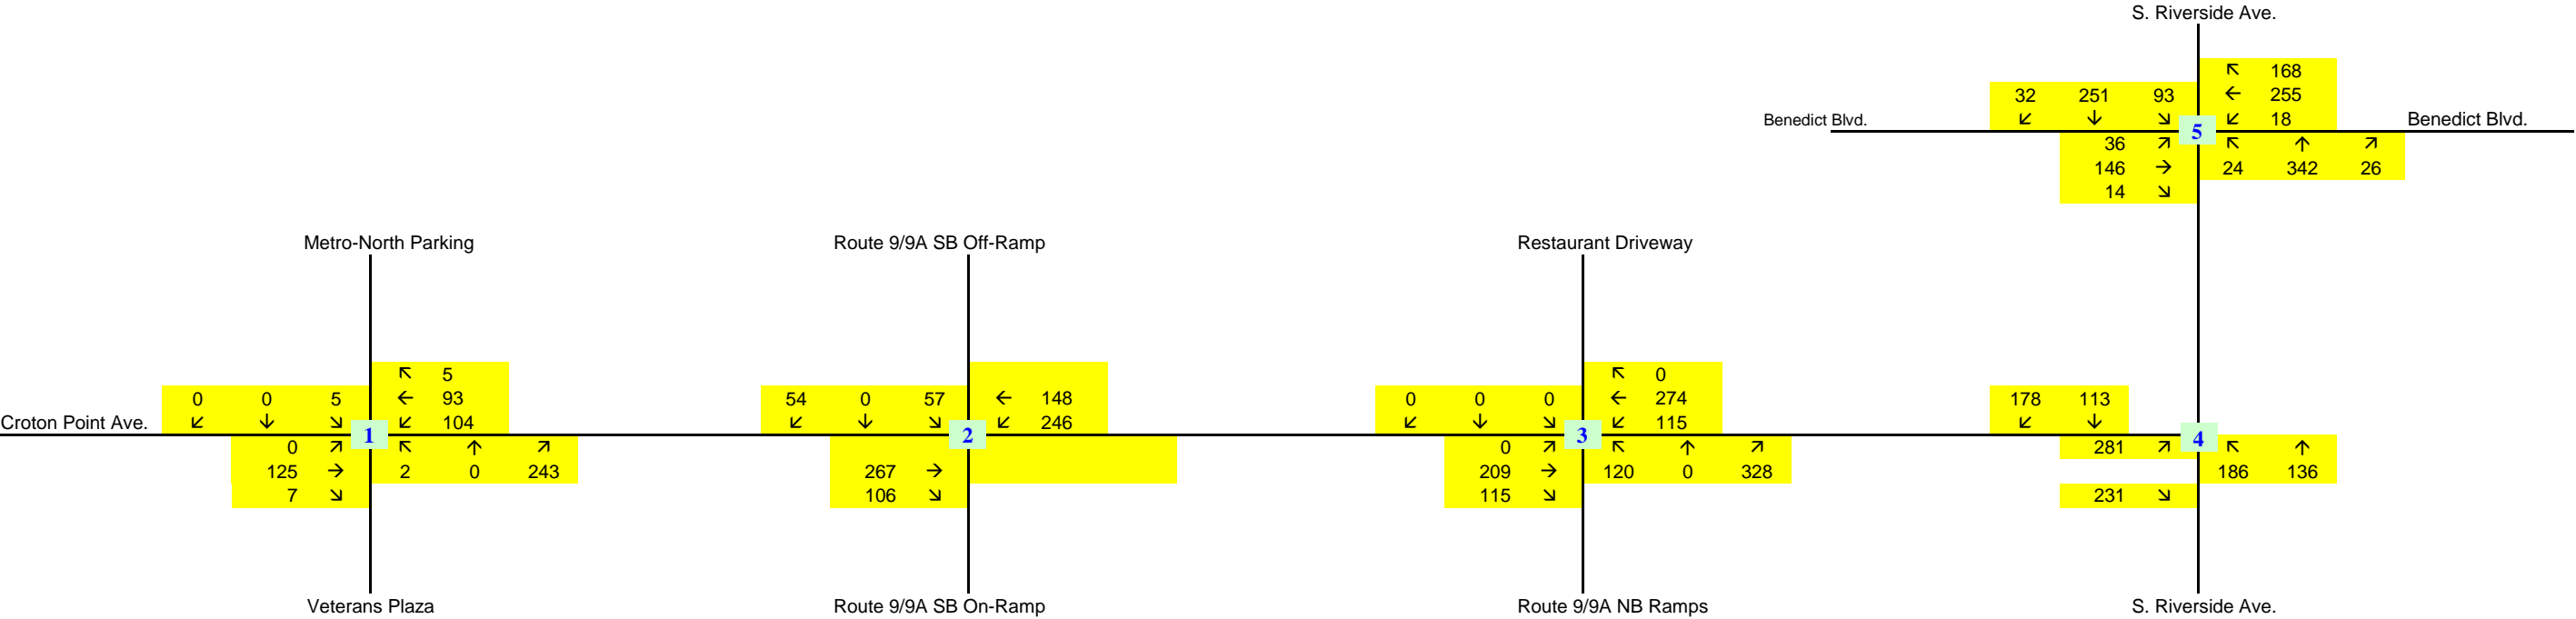 S. Riverside Ave.
↖ 168
32 251 93 ← 255
Benedict Blvd. ↙ ↓ ↘ ↙ 18 Benedict Blvd.
5
36 ↗ ↖ ↑ ↗
146 → 24 342 26
14 ↘
Metro-North Parking Route 9/9A SB Off-Ramp Restaurant Driveway
↖ 5 ↖ 0
0 0 5 ← 93 54 0 57 ← 148 0 0 0 ← 274 178 113
Croton Point Ave. ↙ ↓ ↘ ↙ 104 ↙ ↓ ↘ ↙ 246 ↙ ↓ ↘ ↙ 115 ↙ ↓
1 2 3 4
0 ↗ ↖ ↑ ↗ 0 ↗ ↖ ↑ ↗ 281 ↗ ↖ ↑
125 → 2 0 243 267 → 209 → 120 0 328 186 136
7 ↘ 106 ↘ 115 ↘ 231 ↘
Veterans Plaza Route 9/9A SB On-Ramp Route 9/9A NB Ramps S. Riverside Ave.